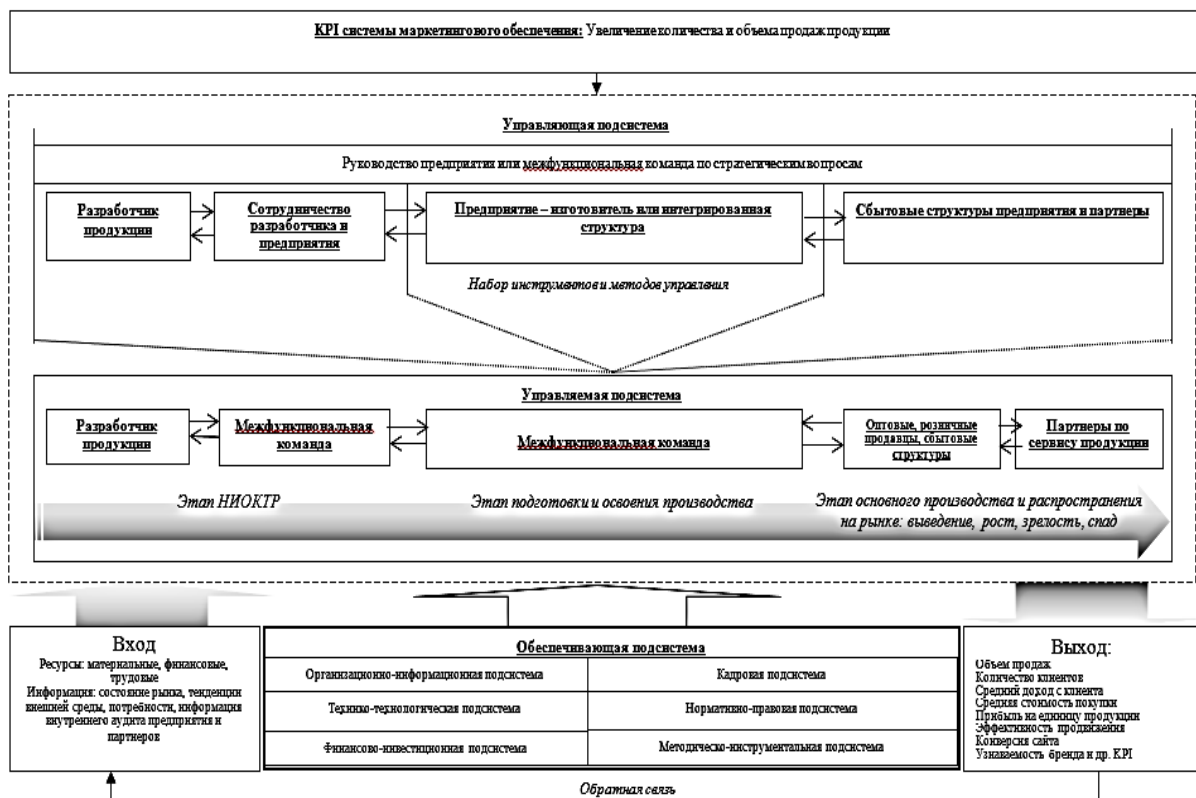 KPI системы маркетингового обеспечения: Увеличение количества и объема продаж продукции
Управляющая подсистема
Руководство предприятия или межфункциональная команда по стратегическим вопросам
Разработчик
продукции
Сотрудничество
разработчика и
предприятия
Предприятие – изготовитель или интегрированная
структура
Сбытовые структуры предприятия и партнеры
Набор инструментов и методов управления
Управляемая подсистема
Разработчик
продукции
Межфункциональная
команда
Межфункциональная команда
Оптовые, розничные
продавцы, сбытовые
структуры
Партнеры по
сервису продукции
Этап НИОКТР
Этап подготовки и освоения производства
Этап основного производства и распространения
на рынке: выведение, рост, зрелость, спад
Вход
Ресурсы: материальные, финансовые,
трудовые
Информация: состояние рынка, тенденции
внешней среды, потребности, информация
внутреннего аудита предприятия и
партнеров
Обеспечивающая подсистема
Организационно-информационная подсистема
Кадровая подсистема
Технико-технологическая подсистема
Нормативно-правовая подсистема
Финансово-инвестиционная подсистема
Методическо-инструментальная подсистема
Выход:
Объем продаж
Количество клиентов
Средний доход с клиента
Средняя стоимость покупки
Прибыль на единицу продукции
Эффективность продвижения
Конверсия сайта
Узнаваемость бренда и др. KPI
Обратная связь